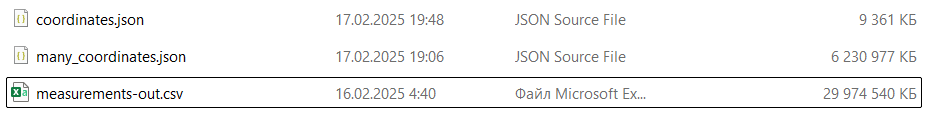 coordinates.json 17.02.2025 19:48 JSON Source File 9 361 КБ
many_coordinates.json 17.02.2025 19:06 JSON Source File 6 230 977 КБ
measurements-out.csv 16.02.2025 4:40 Файл Microsoft Ex... 29 974 540 КБ